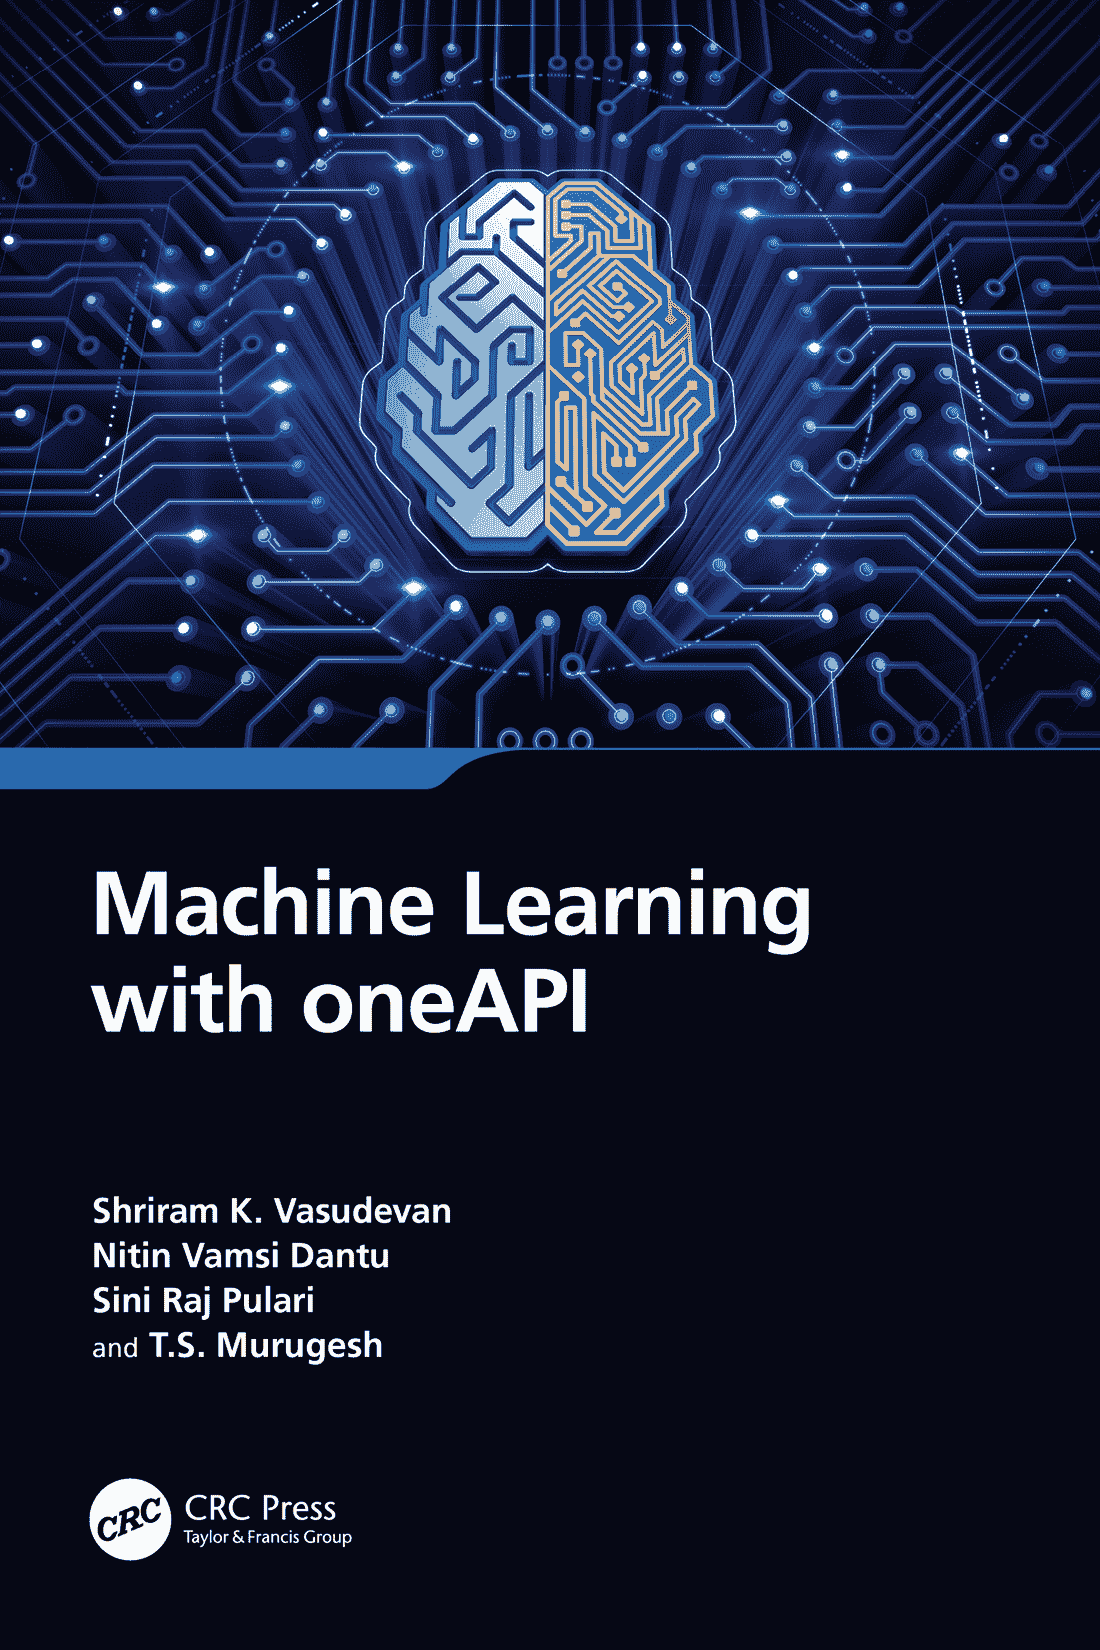 Machine Learning
with oneAPI
Shriram K. Vasudevan
Nitin Vamsi Dantu
Sini Raj Pulari
and T.S. Murugesh
CRC
CRC Press
Taylor & Francis Group